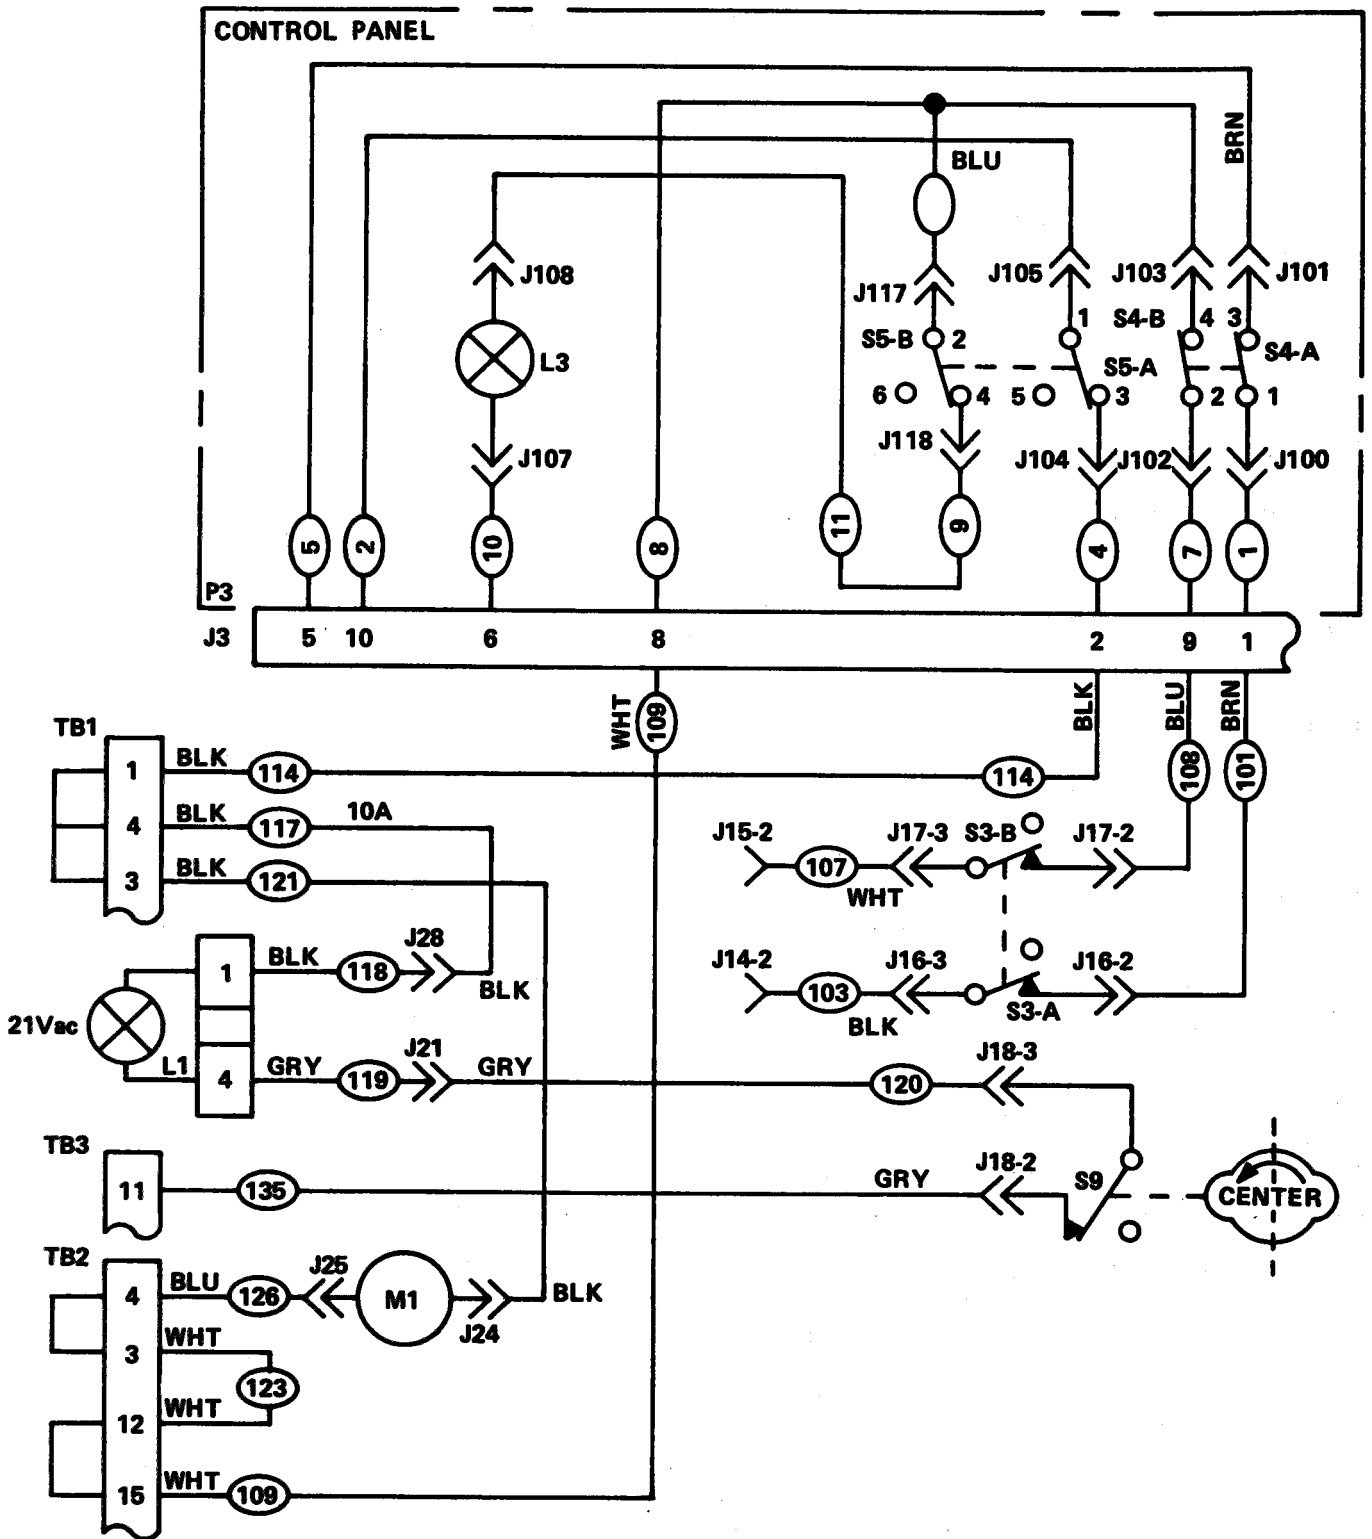 CONTROL PANEL
BRN
BLU
J108
J105
J103
J101
J117
1
S4-B
4
3
S5-B
2
S4-A
L3
S5-A
6
4
5
3
2
1
J118
J107
J104
J102
J100
5
2
10
8
11
9
4
7
1
P3
J3
5
10
6
8
2
9
1
WHT
109
BLK
BLU
BRN
TB1
1
BLK
114
114
108
101
4
BLK
117
10A
J15-2
J17-3
S3-B
J17-2
3
BLK
121
107
WHT
J28
1
BLK
118
BLK
J14-2
J16-3
J16-2
103
S3-A
BLK
21Vac
L1
4
GRY
119
J21
GRY
120
J18-3
TB3
11
135
GRY
J18-2
S9
CENTER
TB2
4
BLU
126
J25
M1
BLK
J24
3
WHT
123
12
WHT
15
WHT
109